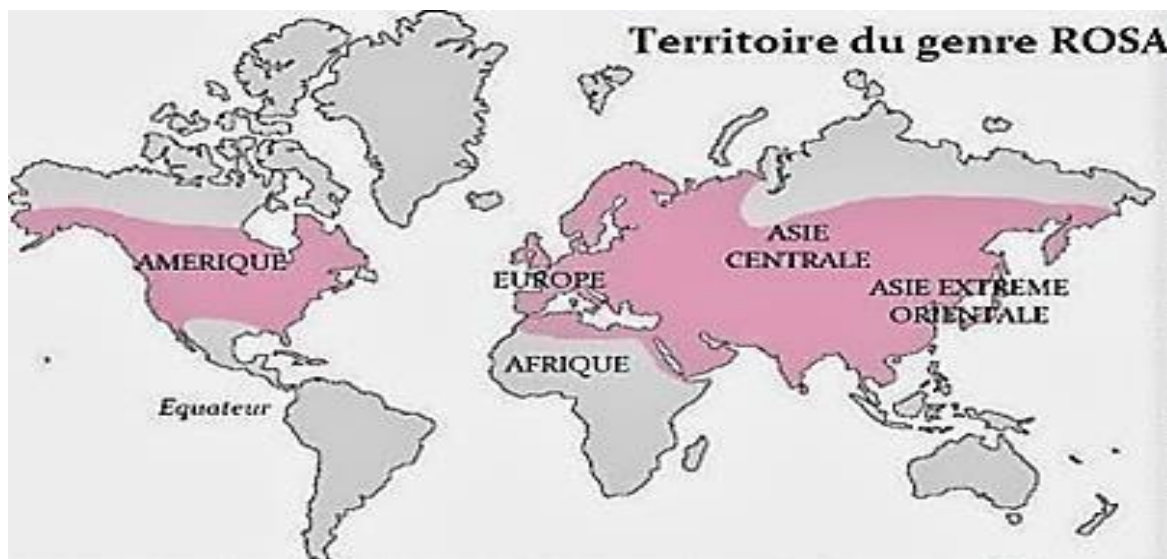 Territoire du genre ROSA
AMERIQUE
EUROPE
ASIE
CENTRALE
ASIE EXTREME
ORIENTALE
AFRIQUE
Equateur